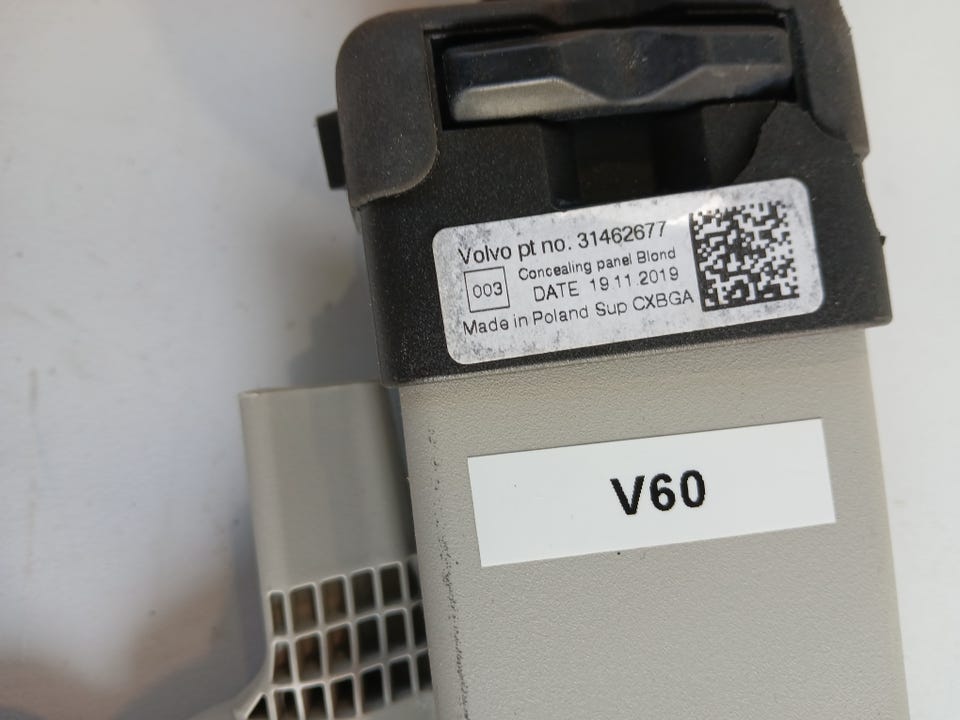 Volvo pt no. 31462677
003
Concealing panel Blond
DATE 19 11 2019
Made in Poland Sup CXBGA
V60